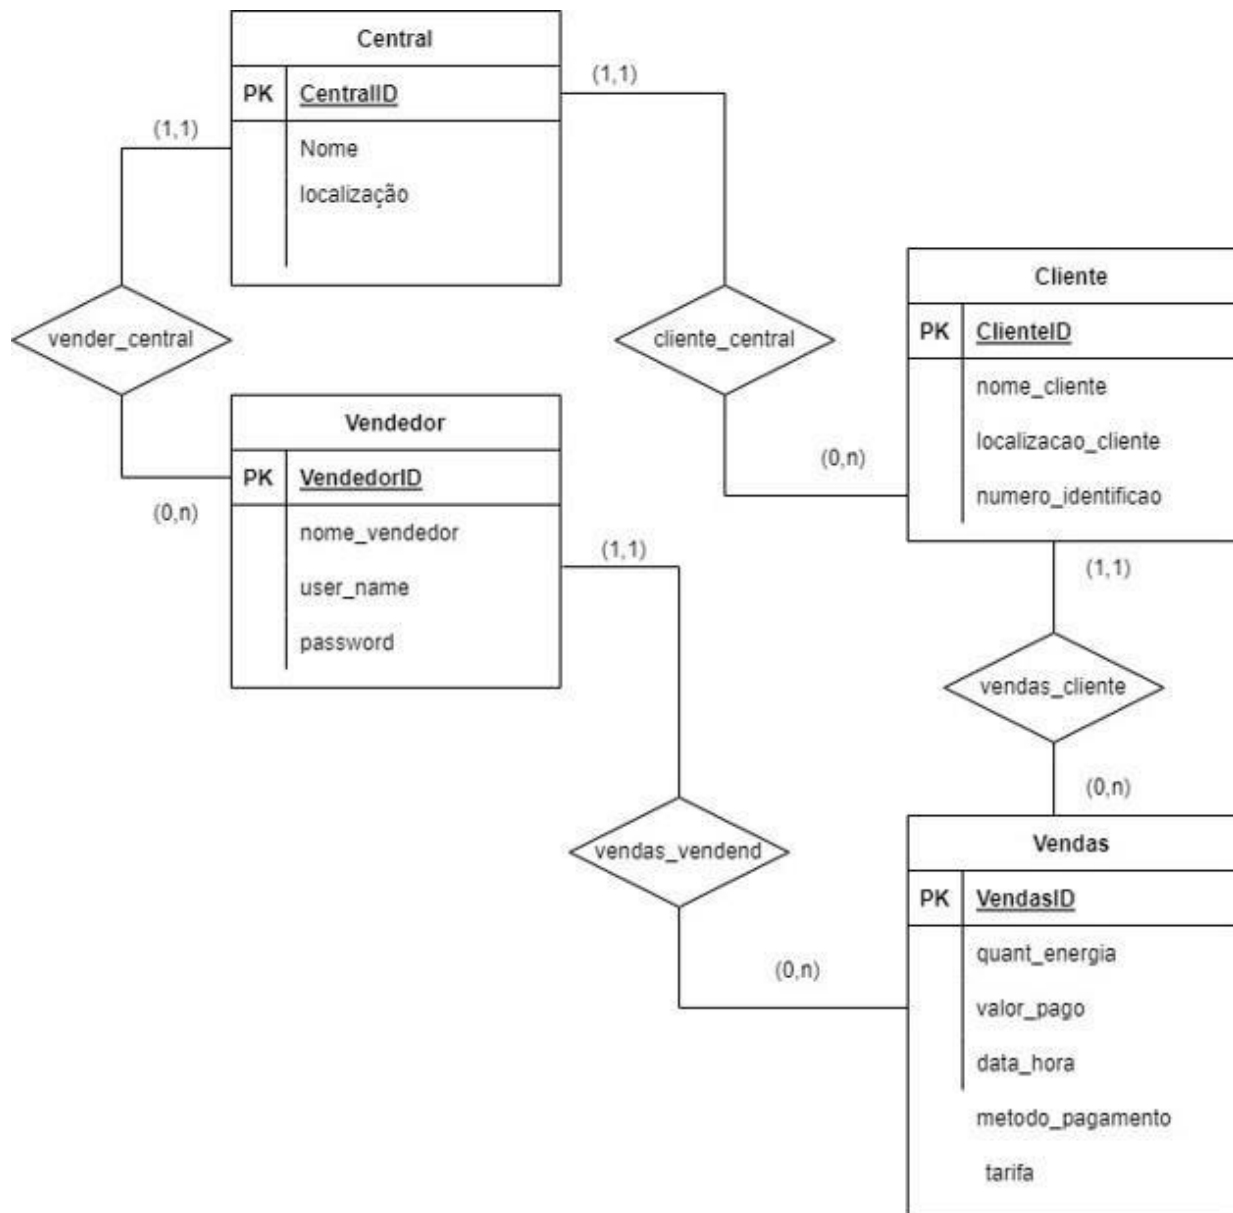 Central
PK CentralID
Nome
localização
(1,1)
(1,1)
vender_central
cliente_central
Cliente
PK ClienteID
nome_cliente
localizacao_cliente
numero_identificao
(0,n)
(0,n)
Vendedor
PK VendedorID
nome_vendedor
user_name
password
(1,1)
(1,1)
vendas_cliente
vendas_vendend
(0,n)
(0,n)
Vendas
PK VendasID
quant_energia
valor_pago
data_hora
metodo_pagamento
tarifa